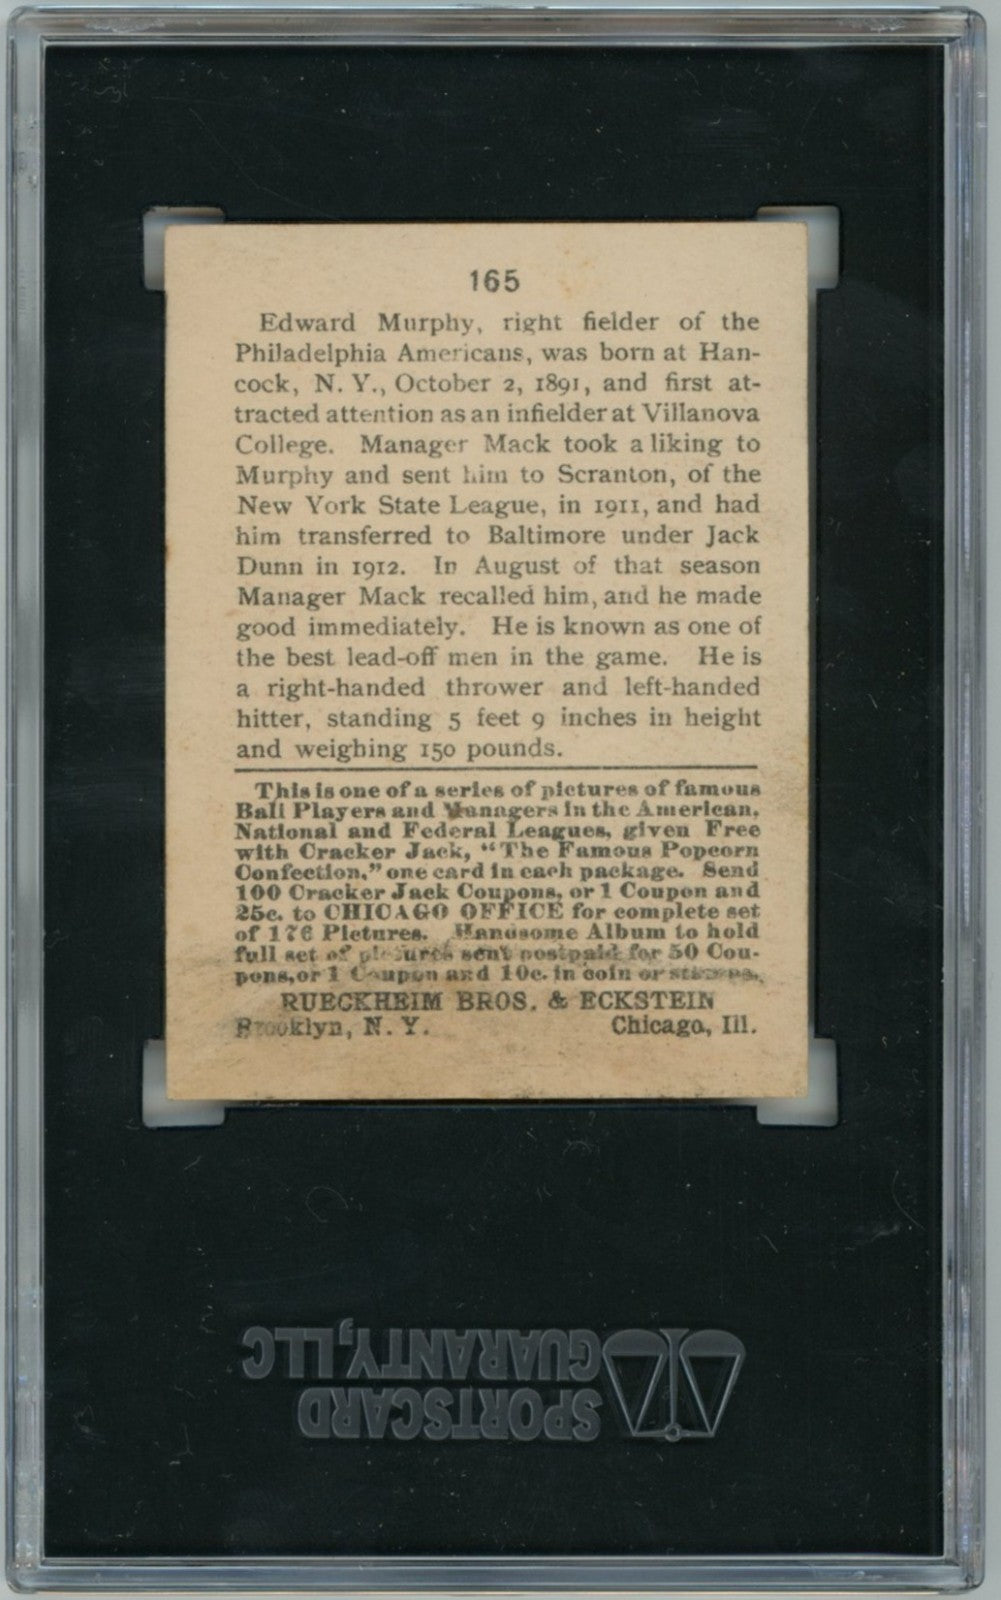 165
Edward Murphy, right fielder of the
Philadelphia Americans, was born at Han-
cock, N. Y., October 2, 1891, and first at-
tracted attention as an infielder at Villanova
College. Manager Mack took a liking to
Murphy and sent him to Scranton, of the
New York State League, in 1911, and had
him transferred to Baltimore under Jack
Dunn in 1912. In August of that season
Manager Mack recalled him, and he made
good immediately. He is known as one of
the best lead-off men in the game. He is
a right-handed thrower and left-handed
hitter, standing 5 feet 9 inches in height
and weighing 150 pounds.
This is one of a series of pictures of famous
Ball Players and Managers in the American,
National and Federal Leagues, given Free
with Cracker Jack, "The Famous Popcorn
Confection," one card in each package. Send
100 Cracker Jack Coupons, or 1 Coupon and
25c. to CHICAGO OFFICE for complete set
of 176 Pictures. Handsome Album to hold
full set of pictures sent postpaid for 50 Cou-
pons, or 1 Coupon and 10c. in coin or stamps.
RUECKHEIM BROS. & ECKSTEIN
Brooklyn, N. Y. Chicago, Ill.
SPORTSCARD
GUARANTY, LLC